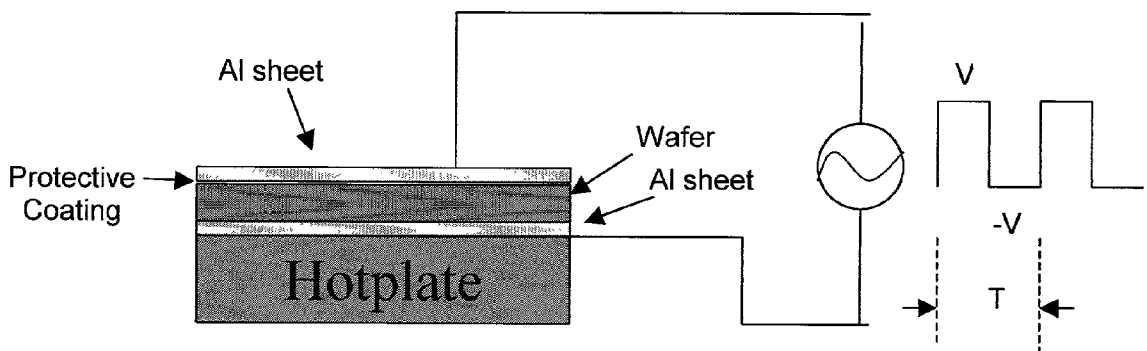 Al sheet
Protective
Coating
Wafer
Al sheet
Hotplate
V
-V
T